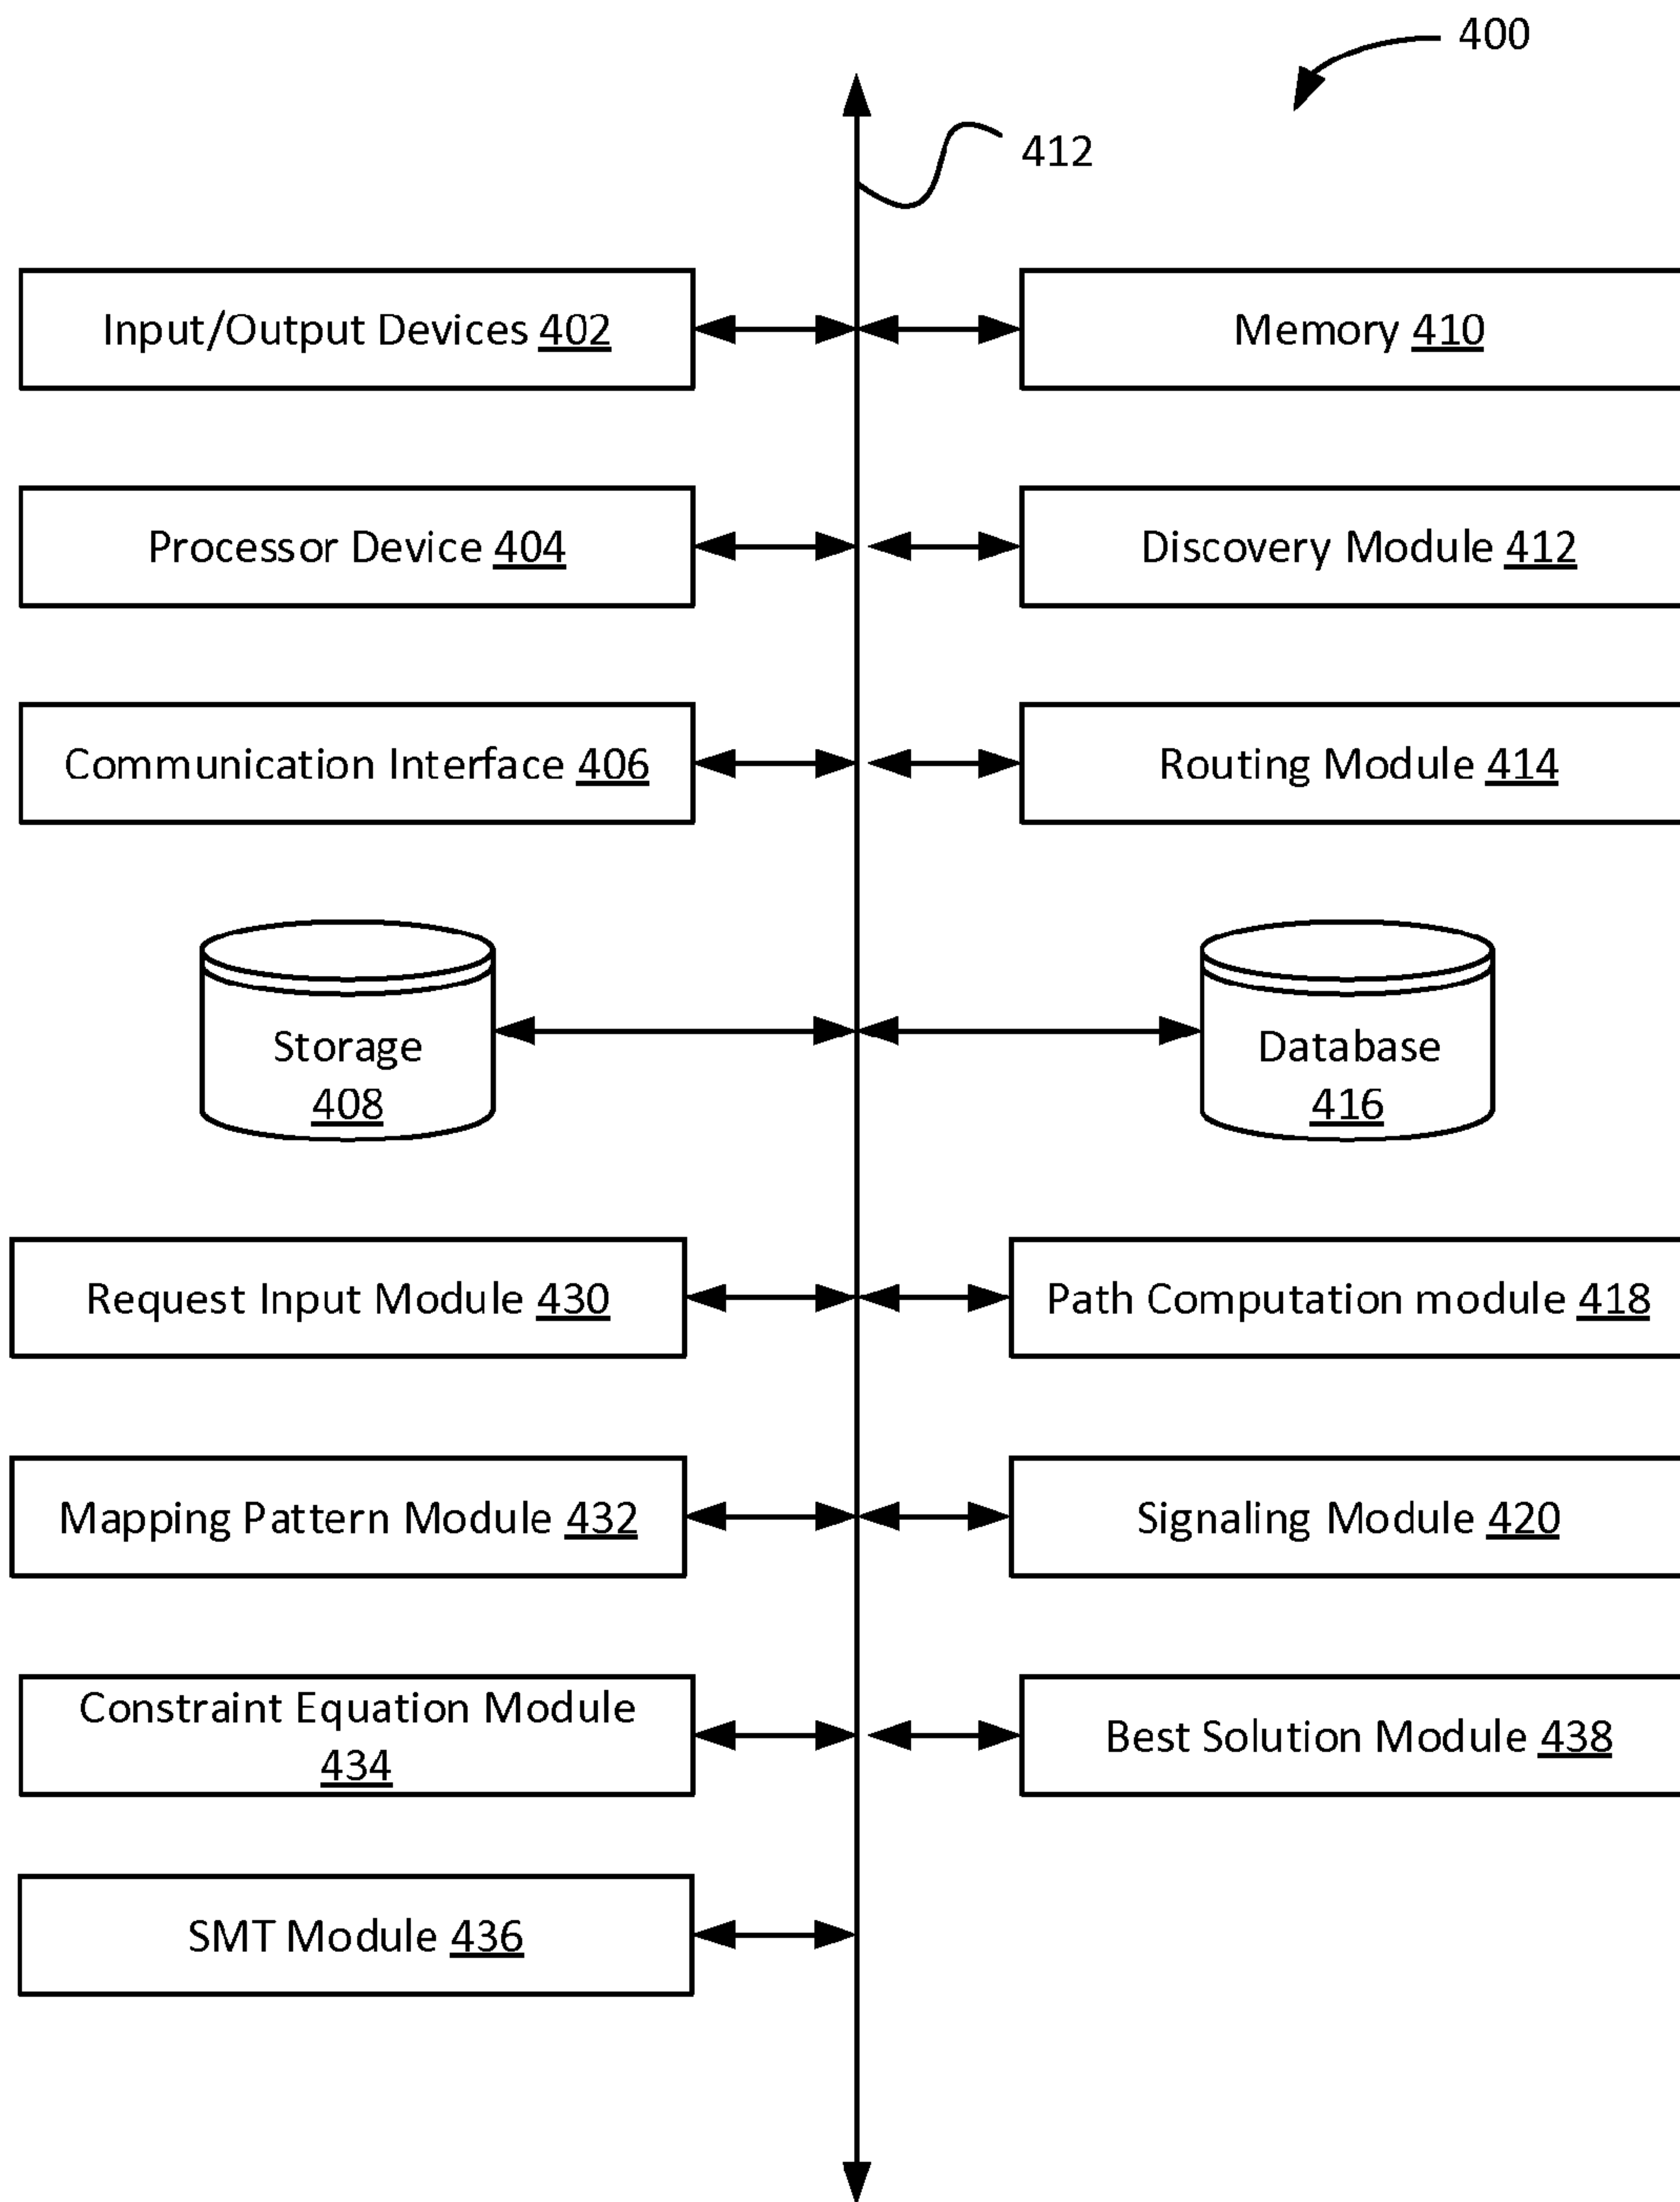 400
412
Input/Output Devices 402
Memory 410
Processor Device 404
Discovery Module 412
Communication Interface 406
Routing Module 414
Storage
408
Database
416
Request Input Module 430
Path Computation module 418
Mapping Pattern Module 432
Signaling Module 420
Constraint Equation Module
434
Best Solution Module 438
SMT Module 436